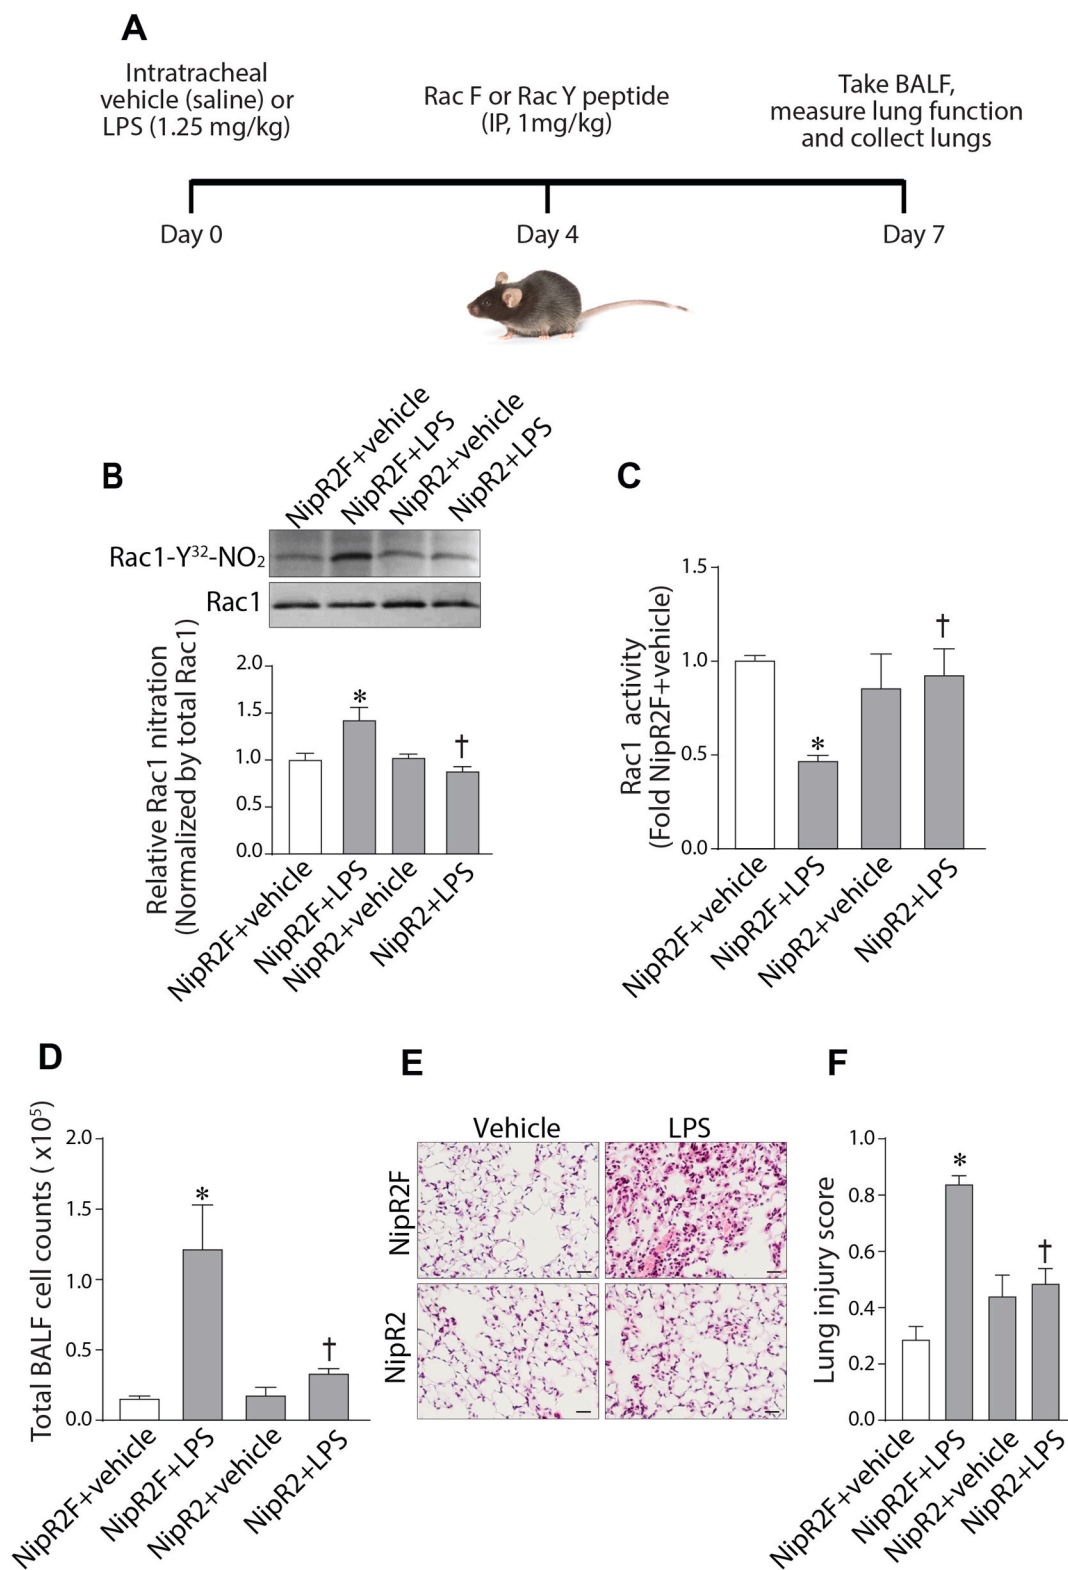 A
Intratracheal
vehicle (saline) or
LPS (1.25 mg/kg)
Rac F or Rac Y peptide
(IP, 1mg/kg)
Take BALF,
measure lung function
and collect lungs
Day 0
Day 4
Day 7
B
NipR2F+vehicle
NipR2F+LPS
NipR2+vehicle
NipR2+LPS
Rac1-Y³²-NO₂
Rac1
Relative Rac1 nitration
(Normalized by total Rac1)
2.0
1.5
1.0
0.5
0.0
*
†
NipR2F+vehicle
NipR2F+LPS
NipR2+vehicle
NipR2+LPS
C
Rac1 activity
(Fold NipR2F+vehicle)
1.5
1.0
0.5
0.0
*
†
NipR2F+vehicle
NipR2F+LPS
NipR2+vehicle
NipR2+LPS
D
Total BALF cell counts ( x10⁵)
2.0
1.5
1.0
0.5
0.0
*
†
NipR2F+vehicle
NipR2F+LPS
NipR2+vehicle
NipR2+LPS
E
Vehicle
LPS
NipR2F
NipR2
F
Lung injury score
1.0
0.8
0.6
0.4
0.2
0.0
*
†
NipR2F+vehicle
NipR2F+LPS
NipR2+vehicle
NipR2+LPS